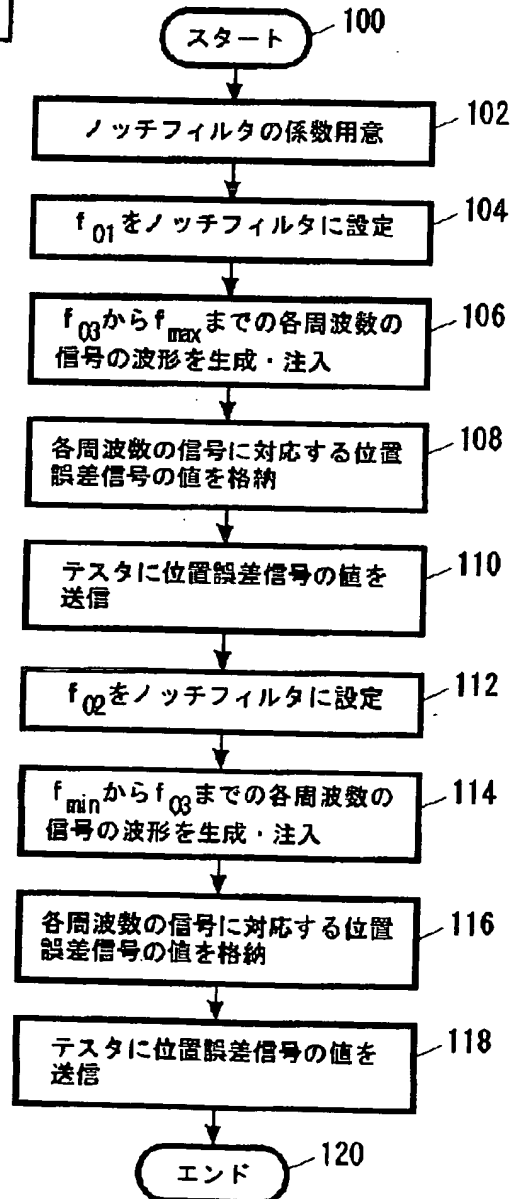 スタート 100
ノッチフィルタの係数用意 102
f01をノッチフィルタに設定 104
f03からfmaxまでの各周波数の 106
信号の波形を生成・注入
各周波数の信号に対応する位置 108
誤差信号の値を格納
テスタに位置誤差信号の値を 110
送信
f02をノッチフィルタに設定 112
fminからf03までの各周波数の 114
信号の波形を生成・注入
各周波数の信号に対応する位置 116
誤差信号の値を格納
テスタに位置誤差信号の値を 118
送信
エンド 120